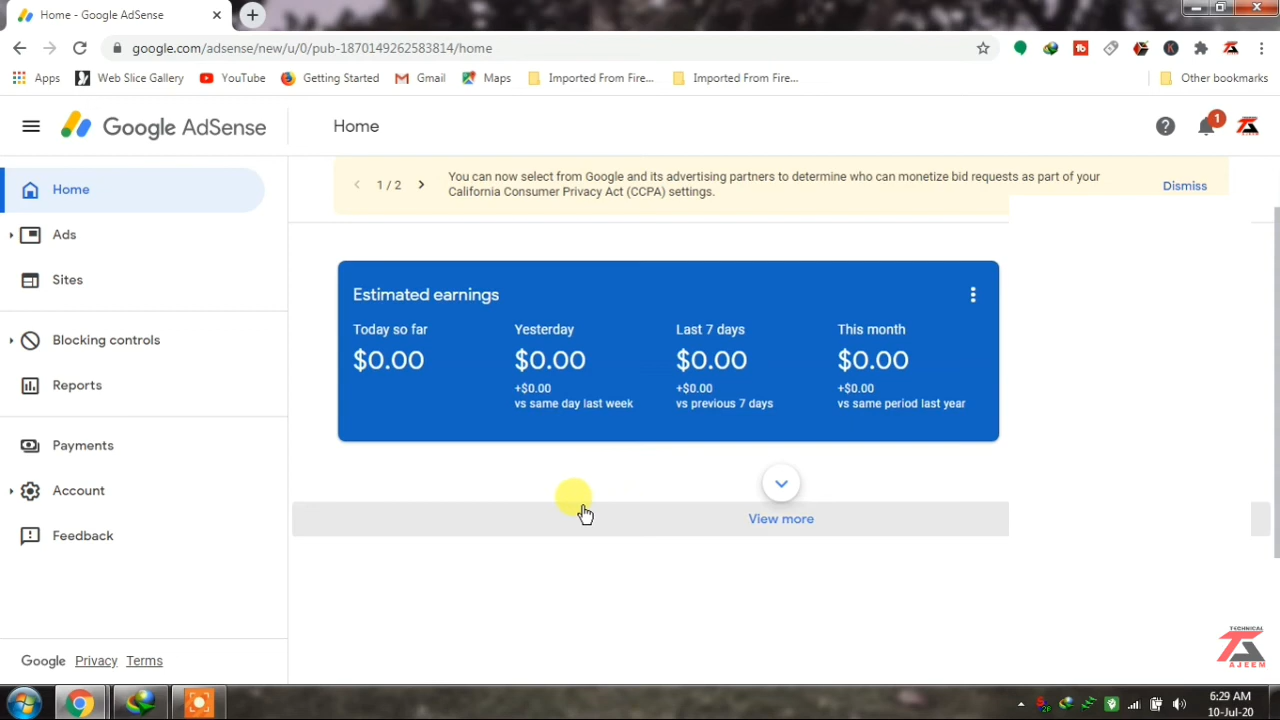 Home - Google AdSense
google.com/adsense/new/u/0/pub-1870149262583814/home
Apps
Web Slice Gallery
YouTube
Getting Started
Gmail
Maps
Imported From Fire...
Imported From Fire...
Other bookmarks
Google AdSense
Home
1
Home
Ads
Sites
Blocking controls
Reports
Payments
Account
Feedback
Google Privacy Terms
1 / 2
You can now select from Google and its advertising partners to determine who can monetize bid requests as part of your
California Consumer Privacy Act (CCPA) settings.
Dismiss
Estimated earnings
Today so far
$0.00
Yesterday
$0.00
+$0.00
vs same day last week
Last 7 days
$0.00
+$0.00
vs previous 7 days
This month
$0.00
+$0.00
vs same period last year
View more
TECHNICAL
AJEEM
6:29 AM
10-Jul-20